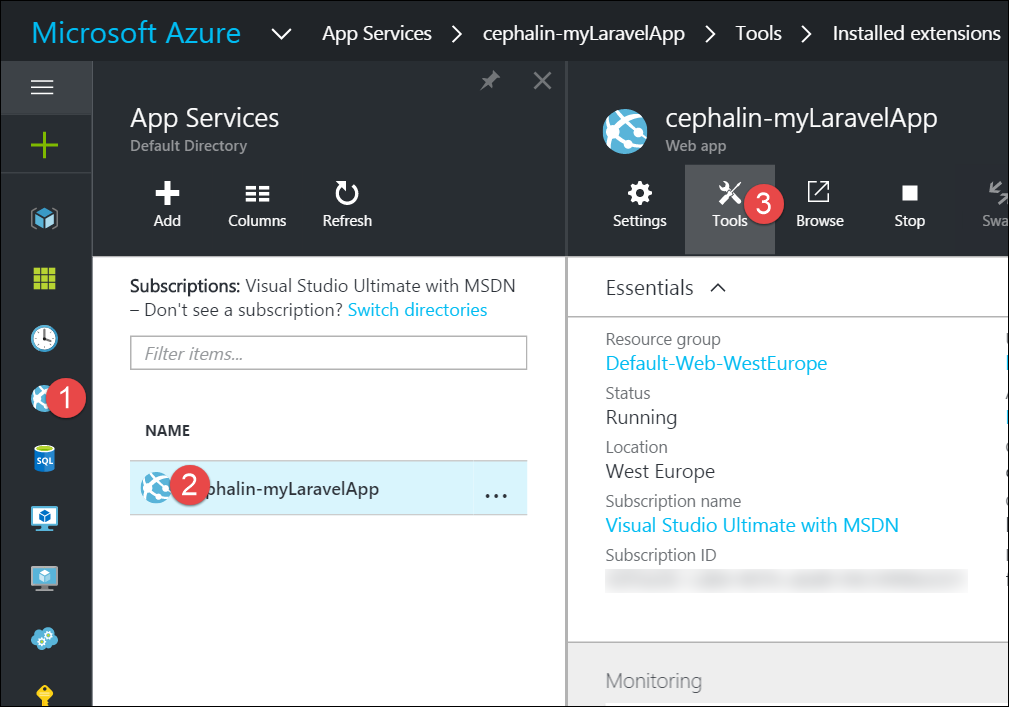 Microsoft Azure App Services cephalin-myLaravelApp Tools Installed extensions
App Services
Default Directory
Add Columns Refresh
Subscriptions: Visual Studio Ultimate with MSDN
– Don't see a subscription? Switch directories
Filter items...
1
NAME
SQL
2 phalin-myLaravelApp ...
cephalin-myLaravelApp
Web app
Settings Tools 3 Browse Stop Swa
Essentials
Resource group
Default-Web-WestEurope
Status
Running
Location
West Europe
Subscription name
Visual Studio Ultimate with MSDN
Subscription ID
Monitoring